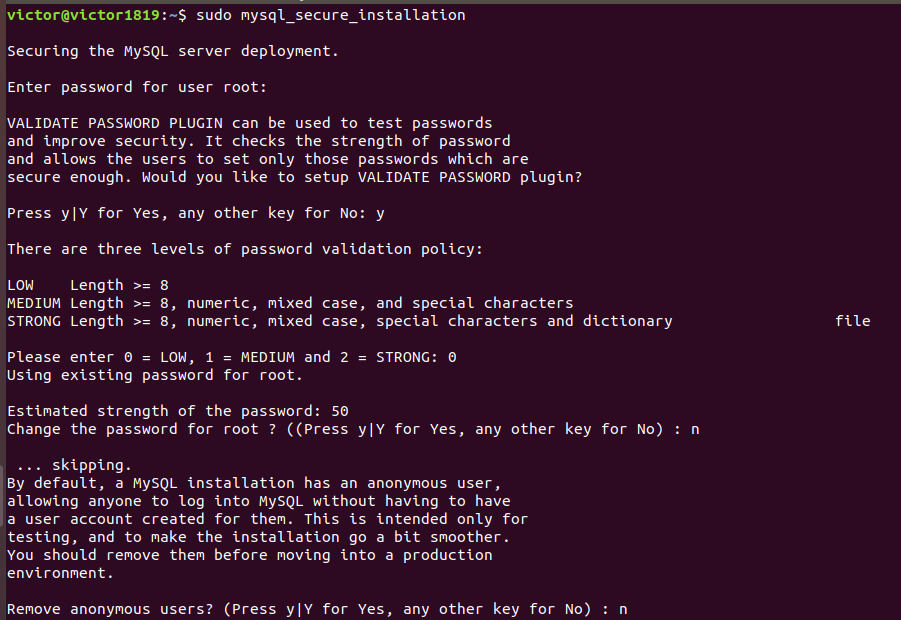 victor@victor1819:~$ sudo mysql_secure_installation
Securing the MySQL server deployment.
Enter password for user root:
VALIDATE PASSWORD PLUGIN can be used to test passwords
and improve security. It checks the strength of password
and allows the users to set only those passwords which are
secure enough. Would you like to setup VALIDATE PASSWORD plugin?
Press y|Y for Yes, any other key for No: y
There are three levels of password validation policy:
LOW    Length >= 8
MEDIUM Length >= 8, numeric, mixed case, and special characters
STRONG Length >= 8, numeric, mixed case, special characters and dictionary                  file
Please enter 0 = LOW, 1 = MEDIUM and 2 = STRONG: 0
Using existing password for root.
Estimated strength of the password: 50
Change the password for root ? ((Press y|Y for Yes, any other key for No) : n
 ... skipping.
By default, a MySQL installation has an anonymous user,
allowing anyone to log into MySQL without having to have
a user account created for them. This is intended only for
testing, and to make the installation go a bit smoother.
You should remove them before moving into a production
environment.
Remove anonymous users? (Press y|Y for Yes, any other key for No) : n